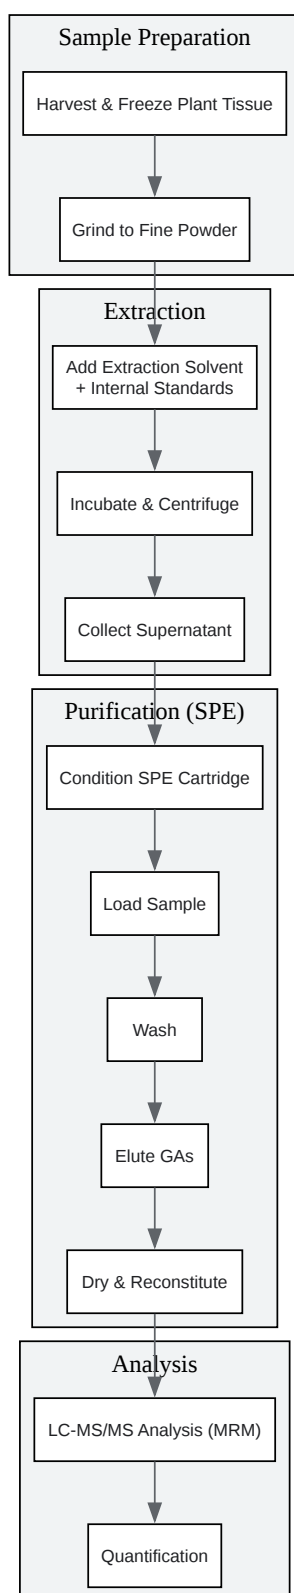 Sample Preparation
Harvest & Freeze Plant Tissue
Grind to Fine Powder
Extraction
Add Extraction Solvent
+ Internal Standards
Incubate & Centrifuge
Collect Supernatant
Purification (SPE)
Condition SPE Cartridge
Load Sample
Wash
Elute GAs
Dry & Reconstitute
Analysis
LC-MS/MS Analysis (MRM)
Quantification